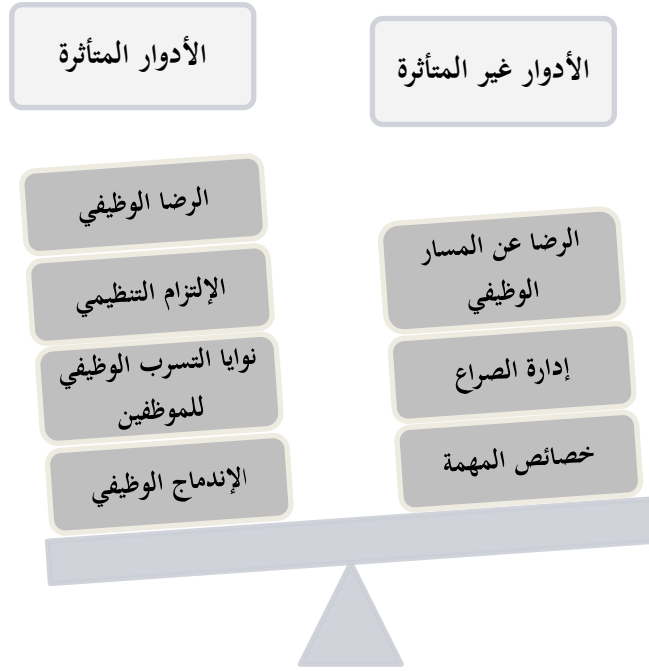 الأدوار غير المتأثرة
الرضا عن المسار
الوظيفي
إدارة الصراع
خصائص المهمة
الأدوار المتأثرة
الرضا الوظيفي
الإلتزام التنظيمي
نوايا التسرب الوظيفي
للموظفين
الإندماج الوظيفي